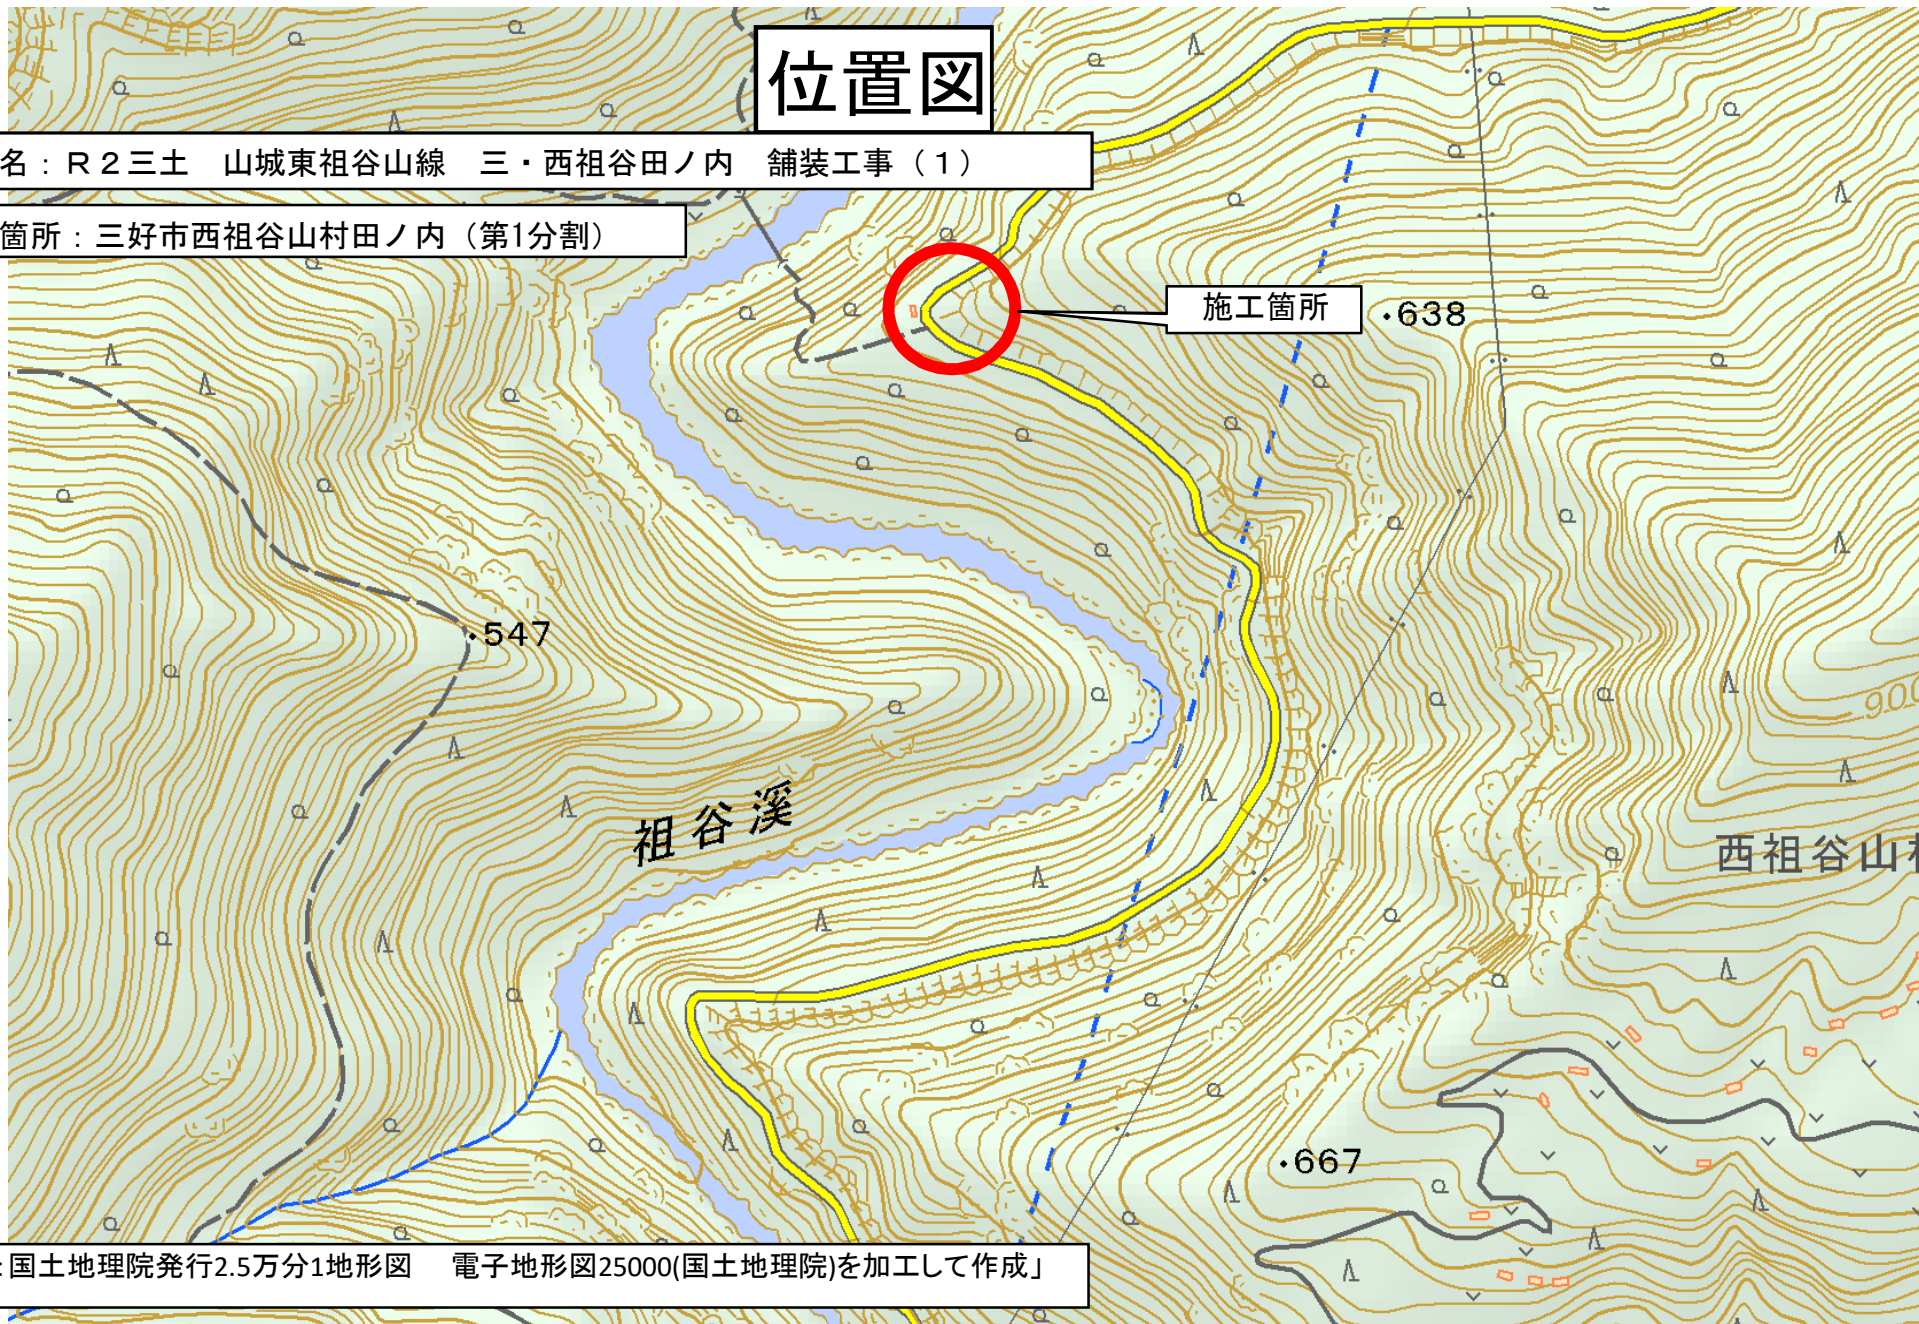 位置図
名：Ｒ２三土　山城東祖谷山線　三・西祖谷田ノ内　舗装工事（１）
箇所：三好市西祖谷山村田ノ内（第1分割）
施工箇所
638
547
900
祖谷溪
西祖谷山村
667
：国土地理院発行2.5万分1地形図　電子地形図25000(国土地理院)を加工して作成」